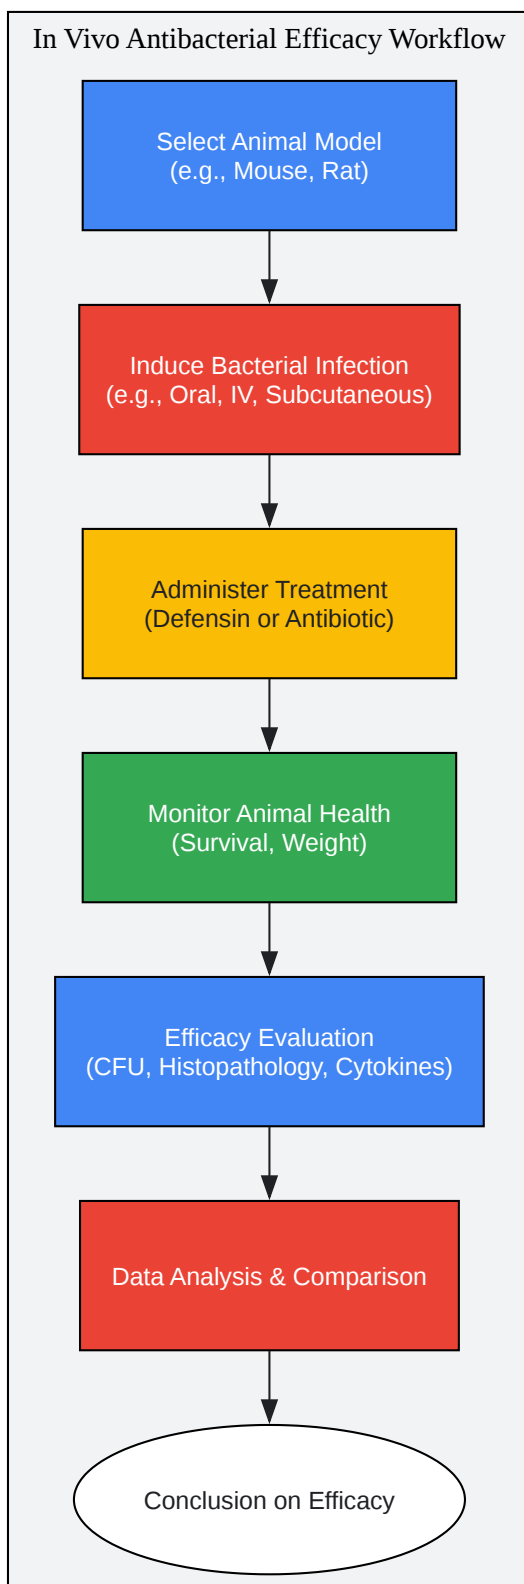 In Vivo Antibacterial Efficacy Workflow
Select Animal Model
(e.g., Mouse, Rat)
Induce Bacterial Infection
(e.g., Oral, IV, Subcutaneous)
Administer Treatment
(Defensin or Antibiotic)
Monitor Animal Health
(Survival, Weight)
Efficacy Evaluation
(CFU, Histopathology, Cytokines)
Data Analysis & Comparison
Conclusion on Efficacy